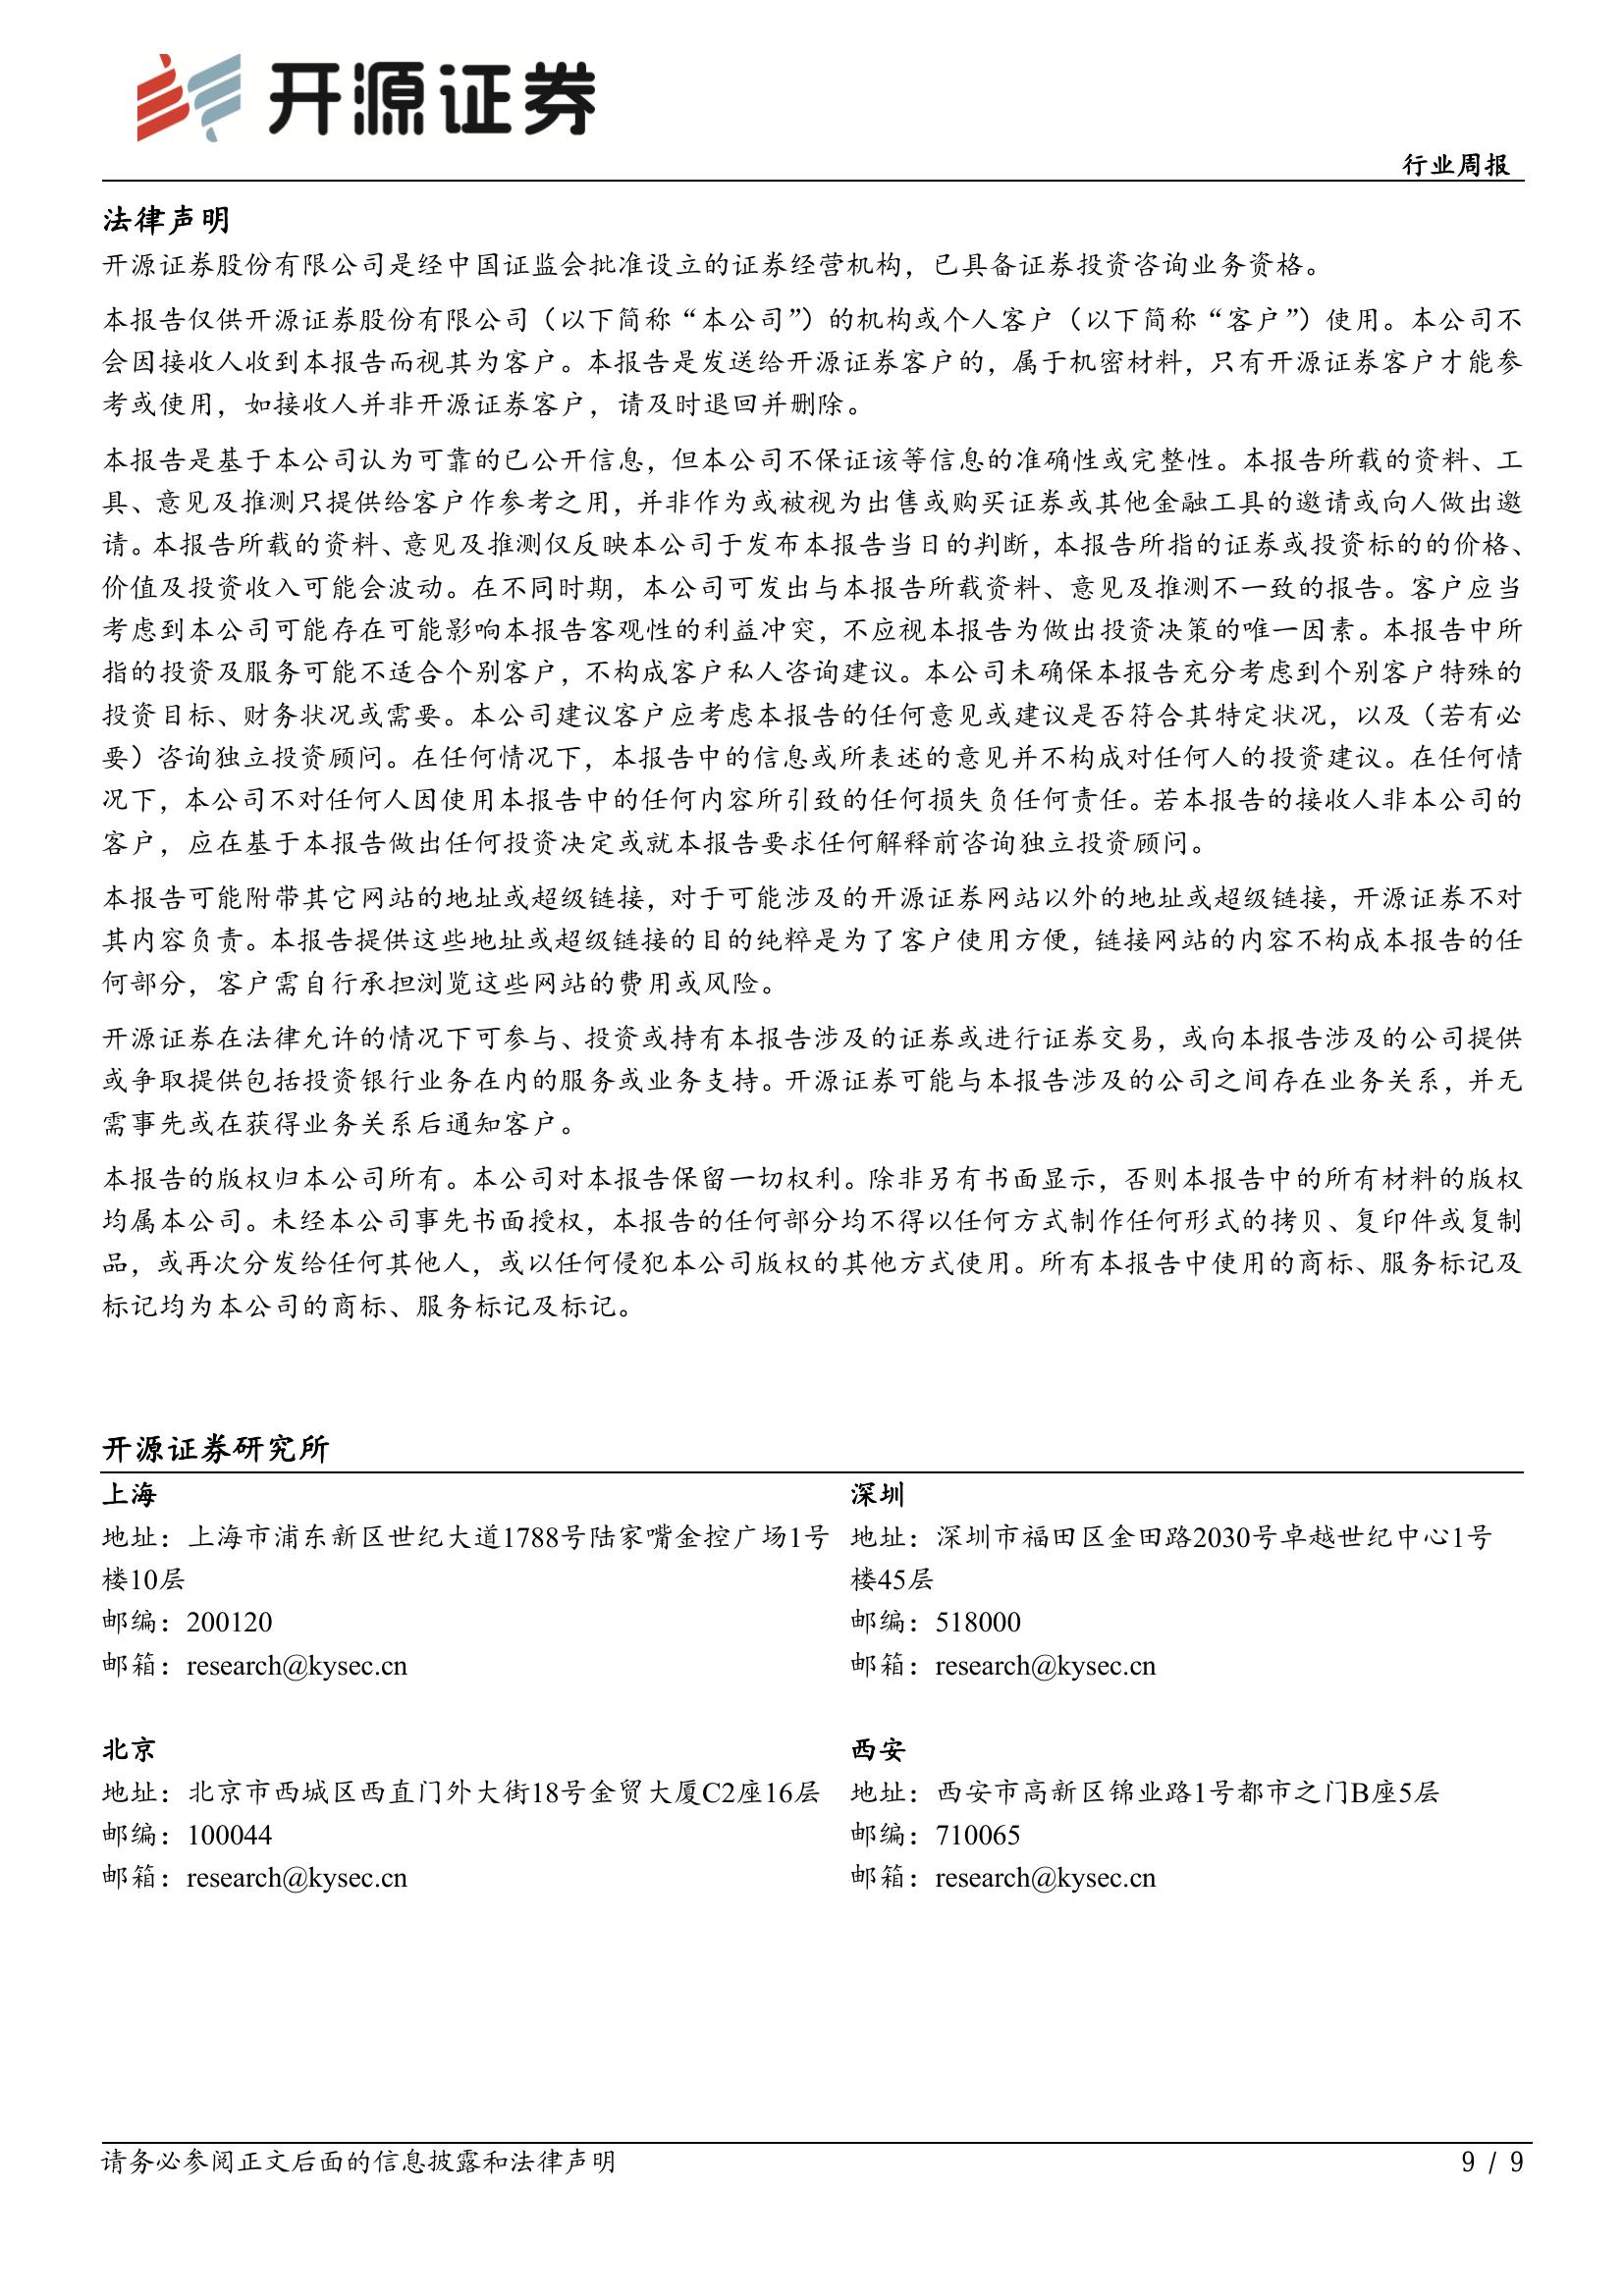 开源证券
行业周报
法律声明
开源证券股份有限公司是经中国证监会批准设立的证券经营机构，已具备证券投资咨询业务资格。
本报告仅供开源证券股份有限公司（以下简称“本公司”）的机构或个人客户（以下简称“客户”）使用。本公司不
会因接收人收到本报告而视其为客户。本报告是发送给开源证券客户的，属于机密材料，只有开源证券客户才能参
考或使用，如接收人并非开源证券客户，请及时退回并删除。
本报告是基于本公司认为可靠的已公开信息，但本公司不保证该等信息的准确性或完整性。本报告所载的资料、工
具、意见及推测只提供给客户作参考之用，并非作为或被视为出售或购买证券或其他金融工具的邀请或向人做出邀
请。本报告所载的资料、意见及推测仅反映本公司于发布本报告当日的判断，本报告所指的证券或投资标的的价格、
价值及投资收入可能会波动。在不同时期，本公司可发出与本报告所载资料、意见及推测不一致的报告。客户应当
考虑到本公司可能存在可能影响本报告客观性的利益冲突，不应视本报告为做出投资决策的唯一因素。本报告中所
指的投资及服务可能不适合个别客户，不构成客户私人咨询建议。本公司未确保本报告充分考虑到个别客户特殊的
投资目标、财务状况或需要。本公司建议客户应考虑本报告的任何意见或建议是否符合其特定状况，以及（若有必
要）咨询独立投资顾问。在任何情况下，本报告中的信息或所表述的意见并不构成对任何人的投资建议。在任何情
况下，本公司不对任何人因使用本报告中的任何内容所引致的任何损失负任何责任。若本报告的接收人非本公司的
客户，应在基于本报告做出任何投资决定或就本报告要求任何解释前咨询独立投资顾问。
本报告可能附带其它网站的地址或超级链接，对于可能涉及的开源证券网站以外的地址或超级链接，开源证券不对
其内容负责。本报告提供这些地址或超级链接的目的纯粹是为了客户使用方便，链接网站的内容不构成本报告的任
何部分，客户需自行承担浏览这些网站的费用或风险。
开源证券在法律允许的情况下可参与、投资或持有本报告涉及的证券或进行证券交易，或向本报告涉及的公司提供
或争取提供包括投资银行业务在内的服务或业务支持。开源证券可能与本报告涉及的公司之间存在业务关系，并无
需事先或在获得业务关系后通知客户。
本报告的版权归本公司所有。本公司对本报告保留一切权利。除非另有书面显示，否则本报告中的所有材料的版权
均属本公司。未经本公司事先书面授权，本报告的任何部分均不得以任何方式制作任何形式的拷贝、复印件或复制
品，或再次分发给任何其他人，或以任何侵犯本公司版权的其他方式使用。所有本报告中使用的商标、服务标记及
标记均为本公司的商标、服务标记及标记。
开源证券研究所
上海
地址：上海市浦东新区世纪大道1788号陆家嘴金控广场1号
楼10层
邮编：200120
邮箱：research@kysec.cn
深圳
地址：深圳市福田区金田路2030号卓越世纪中心1号
楼45层
邮编：518000
邮箱：research@kysec.cn
北京
地址：北京市西城区西直门外大街18号金贸大厦C2座16层
邮编：100044
邮箱：research@kysec.cn
西安
地址：西安市高新区锦业路1号都市之门B座5层
邮编：710065
邮箱：research@kysec.cn
请务必参阅正文后面的信息披露和法律声明
9 / 9